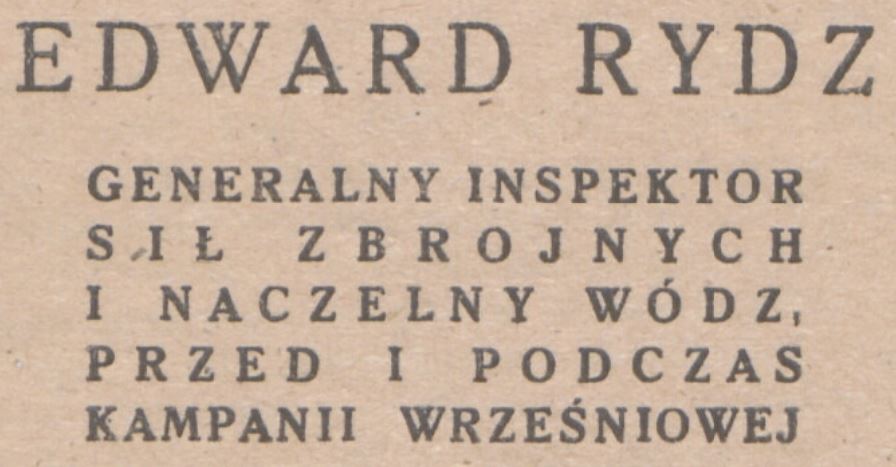 EDWARD RYDZ
GENERALNY INSPEKTOR
SIŁ ZBROJNYCH
I NACZELNY WÓDZ,
PRZED I PODCZAS
KAMPANII WRZEŚNIOWEJ